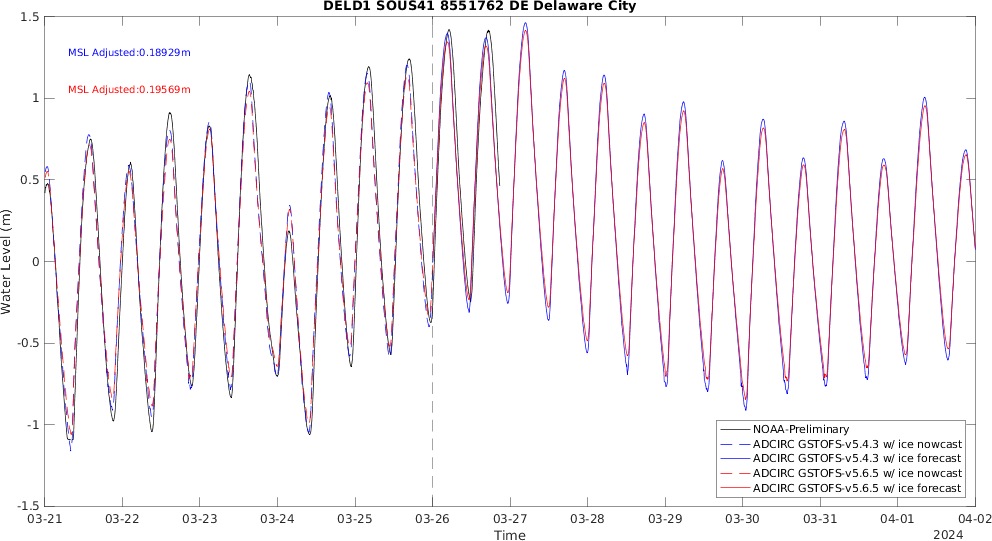 DELD1 SOUS41 8551762 DE Delaware City
MSL Adjusted:0.18929m
MSL Adjusted:0.19569m
1.5
1
0.5
0
-0.5
-1
-1.5
Water Level (m)
NOAA-Preliminary
ADCIRC GSTOFS-v5.4.3 w/ ice nowcast
ADCIRC GSTOFS-v5.4.3 w/ ice forecast
ADCIRC GSTOFS-v5.6.5 w/ ice nowcast
ADCIRC GSTOFS-v5.6.5 w/ ice forecast
03-21 03-22 03-23 03-24 03-25 03-26 03-27 03-28 03-29 03-30 03-31 04-01 04-02
Time
2024